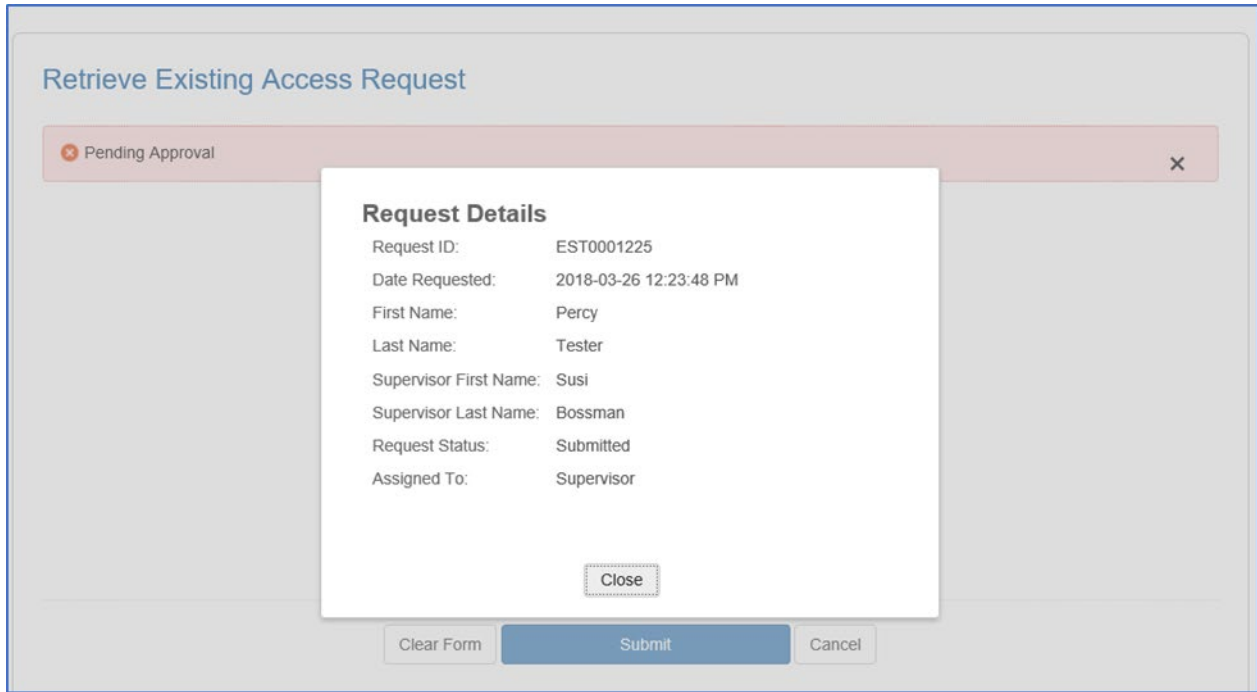 Retrieve Existing Access Request
Pending Approval
Request Details
Request ID: EST0001225
Date Requested: 2018-03-26 12:23:48 PM
First Name: Percy
Last Name: Tester
Supervisor First Name: Susi
Supervisor Last Name: Bossman
Request Status: Submitted
Assigned To: Supervisor
Close
Clear Form Submit Cancel